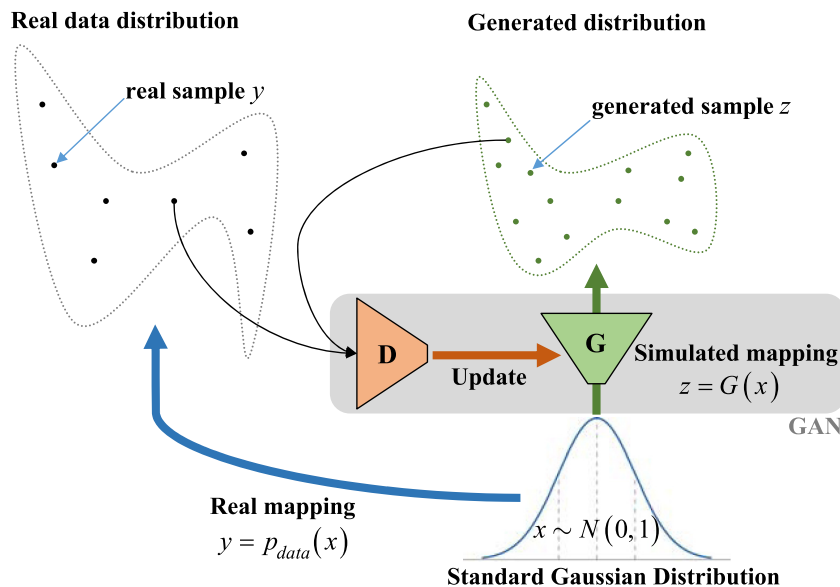 Real data distribution
Generated distribution
real sample y
generated sample z
D
G
Update
Simulated mapping
z = G(x)
GAN
Real mapping
y = p_data(x)
x ~ N(0,1)
Standard Gaussian Distribution